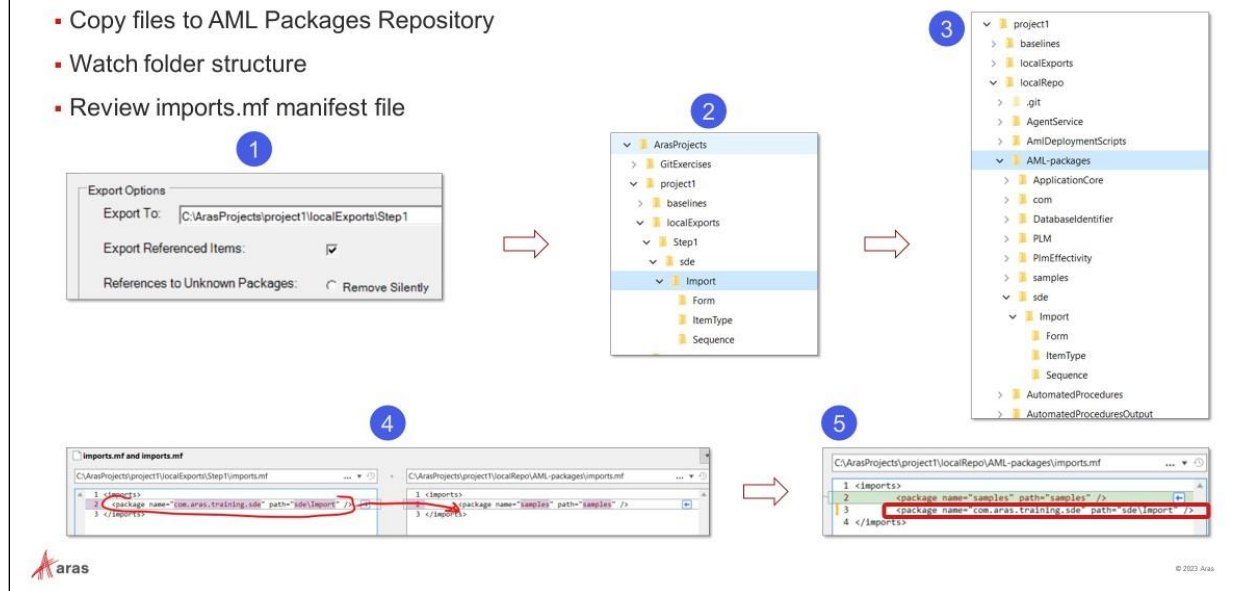 ▪ Copy files to AML Packages Repository
▪ Watch folder structure
▪ Review imports.mf manifest file
1
Export Options
Export To: C:\ArasProjects\project1\localExports\Step1
Export Referenced Items:
References to Unknown Packages: Remove Silently
2
ArasProjects
GitExercises
project1
baselines
localExports
Step1
sde
Import
Form
ItemType
Sequence
3
project1
baselines
localExports
localRepo
.git
AgentService
AmlDeploymentScripts
AML-packages
ApplicationCore
com
DatabaseIdentifier
PLM
PlmEffectivity
samples
sde
Import
Form
ItemType
Sequence
AutomatedProcedures
AutomatedProceduresOutput
4
imports.mf and imports.mf
C:\ArasProjects\project1\localExports\Step1\imports.mf ...
1 <imports>
2 <package name="com.aras.training.sde" path="sde\Import" />
3 </imports>
C:\ArasProjects\project1\localRepo\AML-packages\imports.mf ...
1 <imports>
2 <package name="samples" path="samples" />
3 </imports>
5
C:\ArasProjects\project1\localRepo\AML-packages\imports.mf ...
1 <imports>
2 <package name="samples" path="samples" />
3 <package name="com.aras.training.sde" path="sde\Import" />
4 </imports>
aras
© 2023 Aras